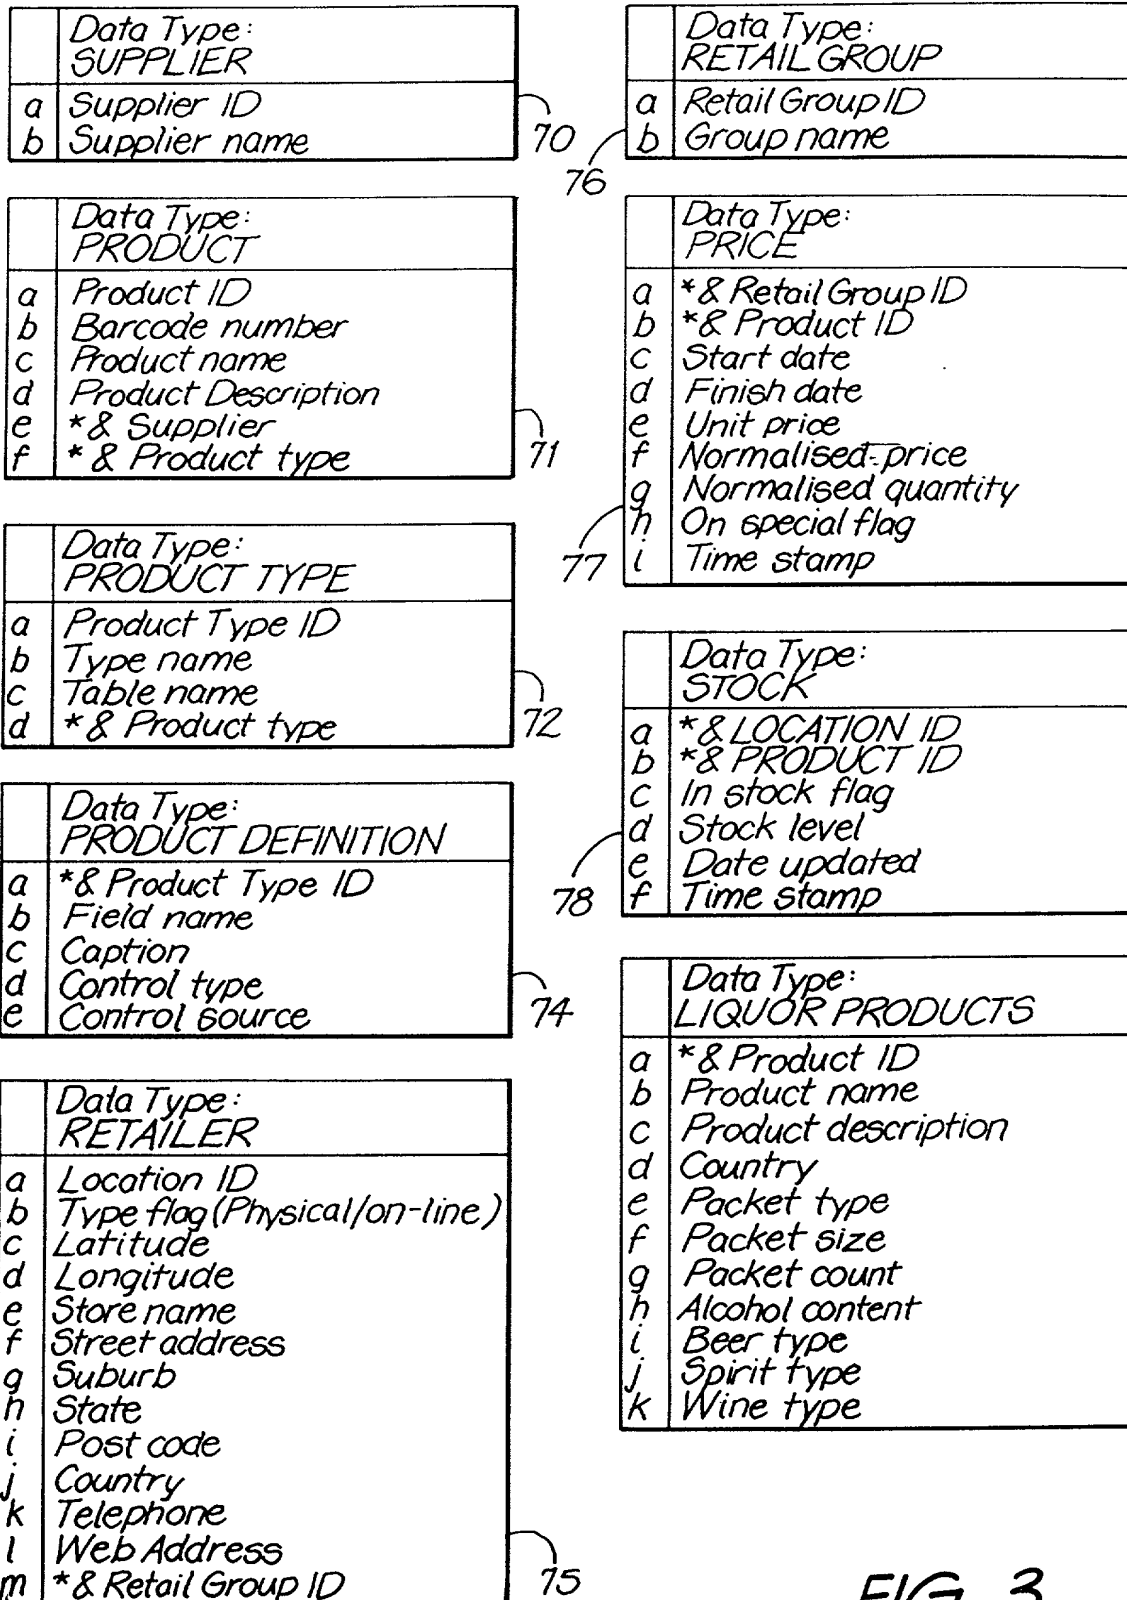 Data Type:
SUPPLIER
a Supplier ID
b Supplier name
70
Data Type:
PRODUCT
a Product ID
b Barcode number
c Product name
d Product Description
e *& Supplier
f *& Product type
71
Data Type:
PRODUCT TYPE
a Product Type ID
b Type name
c Table name
d *& Product type
72
Data Type:
PRODUCT DEFINITION
a *& Product Type ID
b Field name
c Caption
d Control type
e Control source
74
Data Type:
RETAILER
a Location ID
b Type flag (Physical/on-line)
c Latitude
d Longitude
e Store name
f Street address
g Suburb
h State
i Post code
j Country
k Telephone
l Web Address
m *& Retail Group ID
75
Data Type:
RETAIL GROUP
a Retail Group ID
b Group name
76
Data Type:
PRICE
a *& Retail Group ID
b *& Product ID
c Start date
d Finish date
e Unit price
f Normalised-price
g Normalised quantity
h On special flag
i Time stamp
77
Data Type:
STOCK
a *& LOCATION ID
b *& PRODUCT ID
c In stock flag
d Stock level
e Date updated
f Time stamp
78
Data Type:
LIQUOR PRODUCTS
a *& Product ID
b Product name
c Product description
d Country
e Packet type
f Packet size
g Packet count
h Alcohol content
i Beer type
j Spirit type
k Wine type
FIG. 3